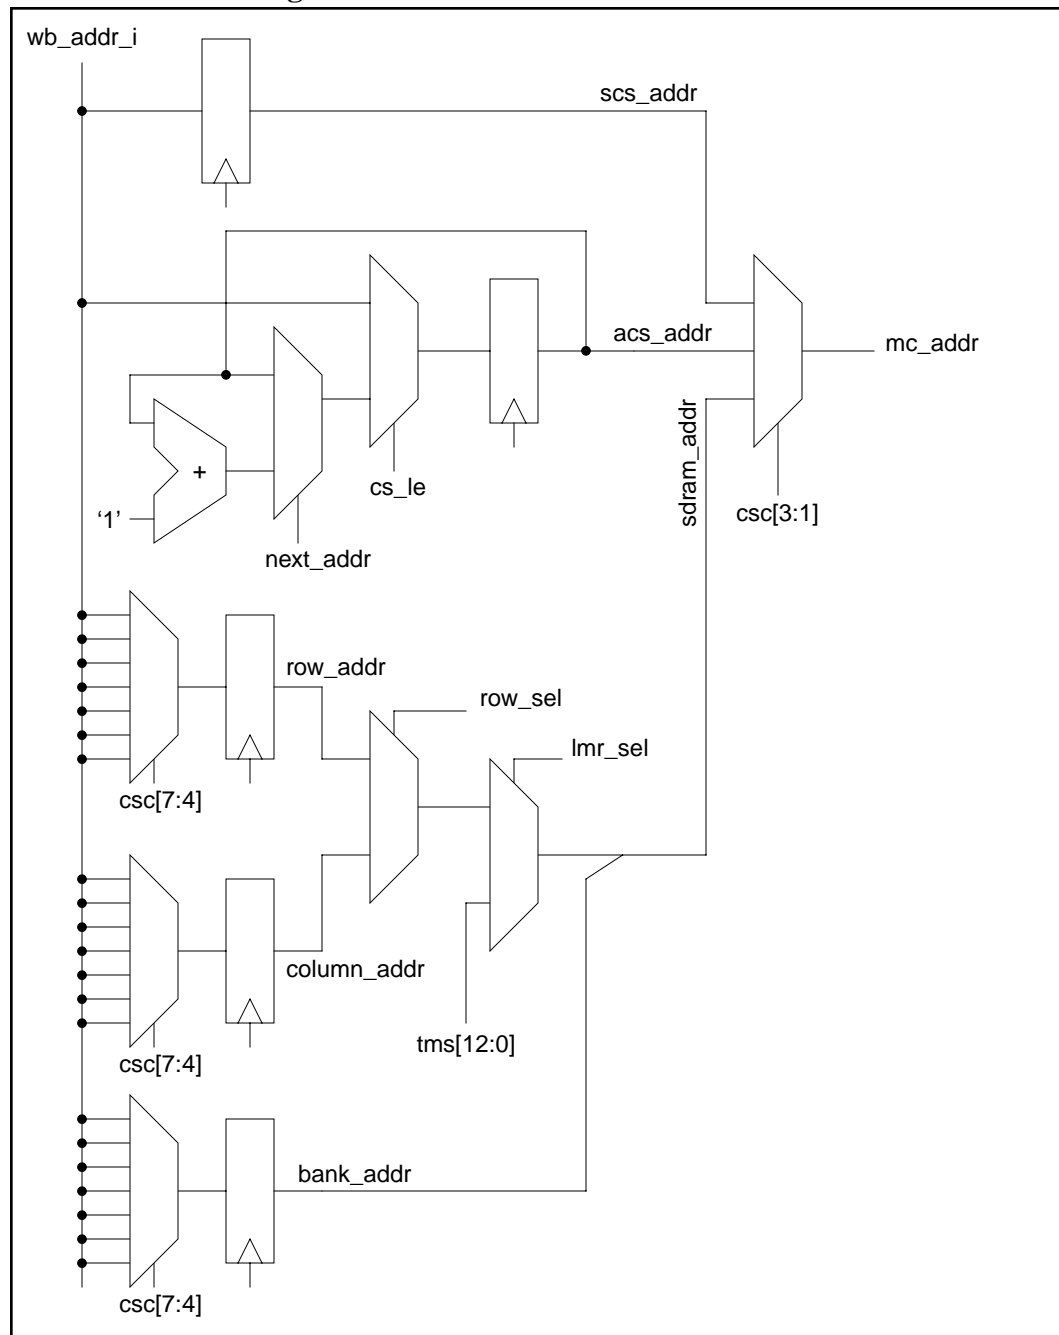 wb_addr_i
scs_addr
acs_addr
mc_addr
sdram_addr
+
cs_le
csc[3:1]
‘1’
next_addr
row_addr
row_sel
lmr_sel
csc[7:4]
column_addr
tms[12:0]
csc[7:4]
bank_addr
csc[7:4]